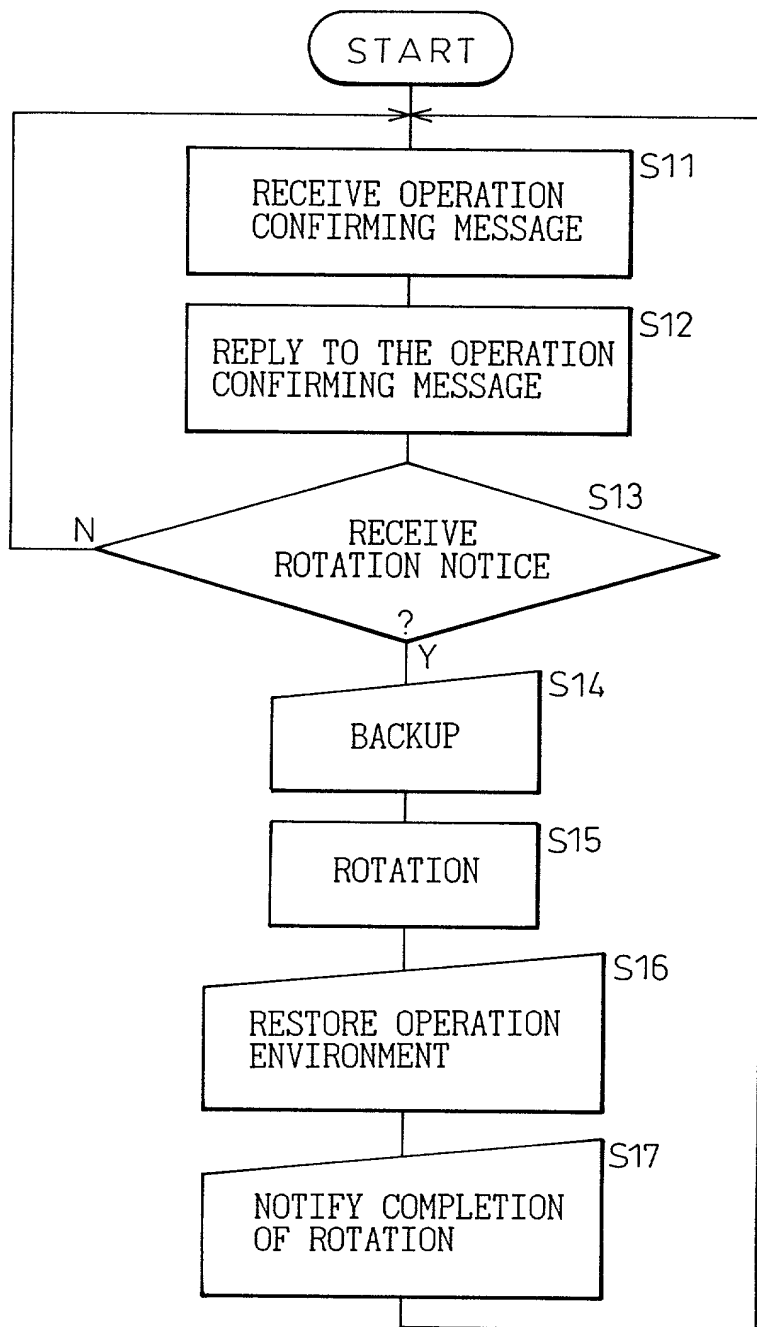 START
S11
RECEIVE OPERATION
CONFIRMING MESSAGE
S12
REPLY TO THE OPERATION
CONFIRMING MESSAGE
S13
N
RECEIVE
ROTATION NOTICE
?
Y
S14
BACKUP
S15
ROTATION
S16
RESTORE OPERATION
ENVIRONMENT
S17
NOTIFY COMPLETION
OF ROTATION